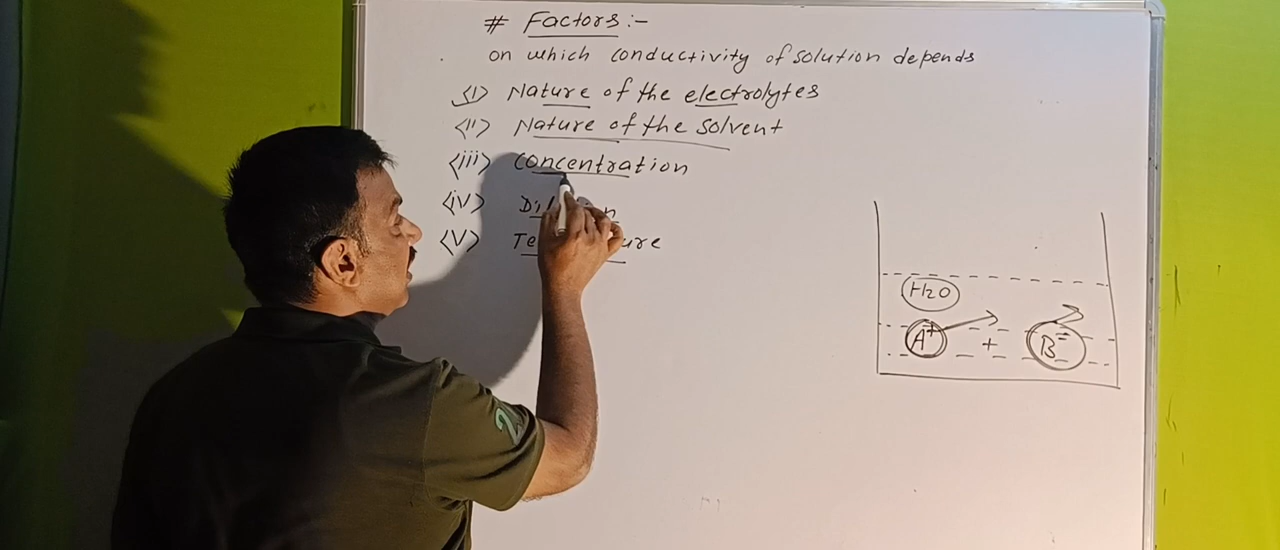 # Factors:-
on which conductivity of solution depends
<i> Nature of the electrolytes
<ii> Nature of the solvent
<iii> Concentration
<iv>
<v>
H2O
A+ + B-
2